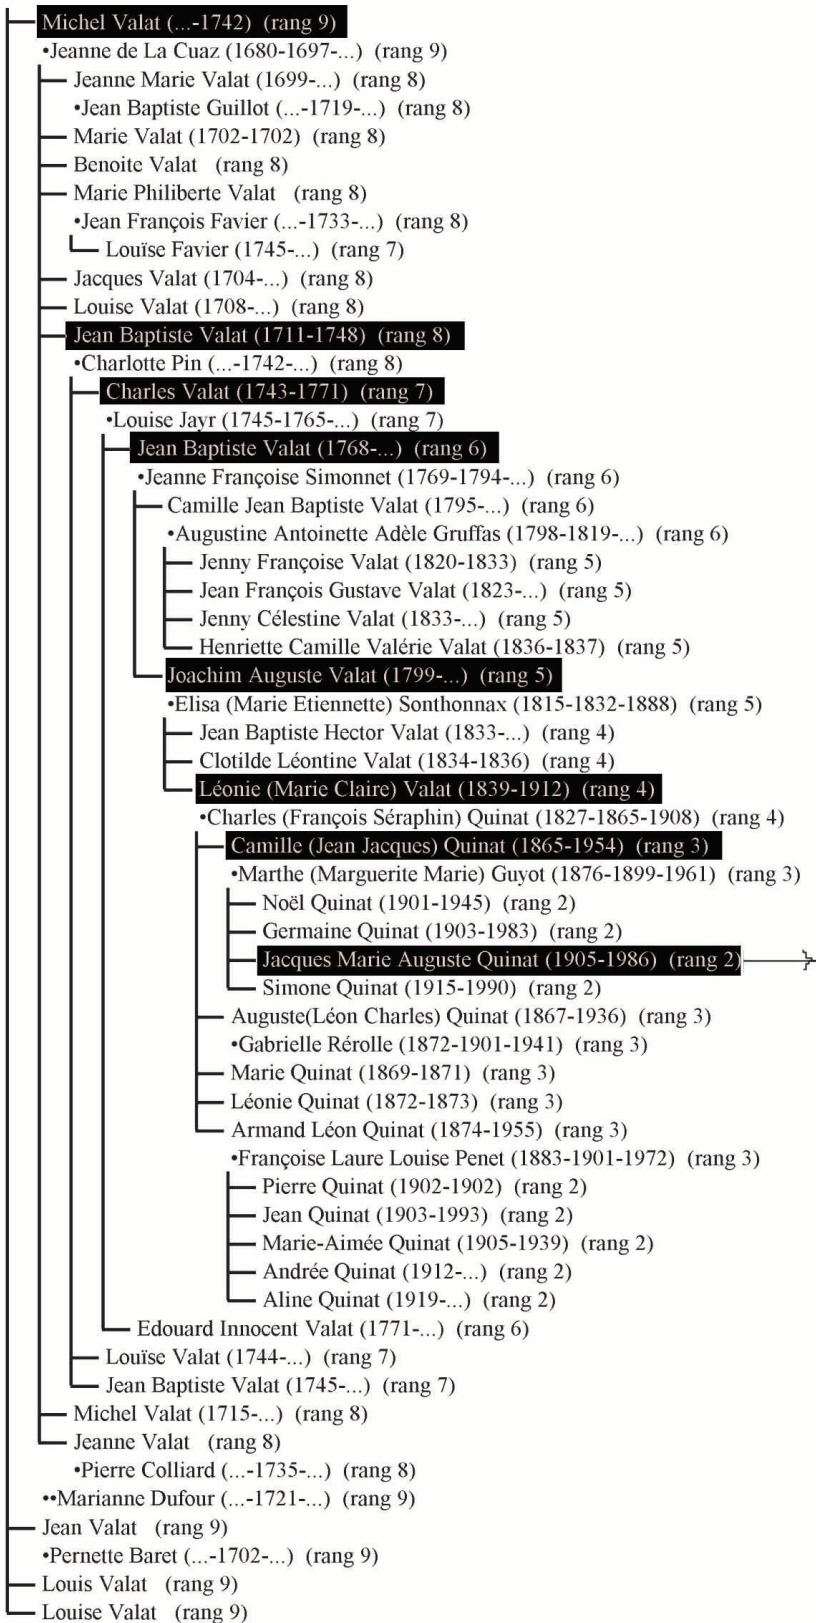 Michel Valat (...-1742) (rang 9)
•Jeanne de La Cuaz (1680-1697-...) (rang 9)
Jeanne Marie Valat (1699-...) (rang 8)
•Jean Baptiste Guillot (...-1719-...) (rang 8)
Marie Valat (1702-1702) (rang 8)
Benoite Valat (rang 8)
Marie Philiberte Valat (rang 8)
•Jean François Favier (...-1733-...) (rang 8)
Louïse Favier (1745-...) (rang 7)
Jacques Valat (1704-...) (rang 8)
Louise Valat (1708-...) (rang 8)
Jean Baptiste Valat (1711-1748) (rang 8)
•Charlotte Pin (...-1742-...) (rang 8)
Charles Valat (1743-1771) (rang 7)
•Louise Jayr (1745-1765-...) (rang 7)
Jean Baptiste Valat (1768-...) (rang 6)
•Jeanne Françoise Simonnet (1769-1794-...) (rang 6)
Camille Jean Baptiste Valat (1795-...) (rang 6)
•Augustine Antoinette Adèle Gruffas (1798-1819-...) (rang 6)
Jenny Françoise Valat (1820-1833) (rang 5)
Jean François Gustave Valat (1823-...) (rang 5)
Jenny Célestine Valat (1833-...) (rang 5)
Henriette Camille Valérie Valat (1836-1837) (rang 5)
Joachim Auguste Valat (1799-...) (rang 5)
•Elisa (Marie Etiennette) Sonthonnax (1815-1832-1888) (rang 5)
Jean Baptiste Hector Valat (1833-...) (rang 4)
Clotilde Léontine Valat (1834-1836) (rang 4)
Léonie (Marie Claire) Valat (1839-1912) (rang 4)
•Charles (François Séraphin) Quinat (1827-1865-1908) (rang 4)
Camille (Jean Jacques) Quinat (1865-1954) (rang 3)
•Marthe (Marguerite Marie) Guyot (1876-1899-1961) (rang 3)
Noël Quinat (1901-1945) (rang 2)
Germaine Quinat (1903-1983) (rang 2)
Jacques Marie Auguste Quinat (1905-1986) (rang 2)
Simone Quinat (1915-1990) (rang 2)
Auguste(Léon Charles) Quinat (1867-1936) (rang 3)
•Gabrielle Rérolle (1872-1901-1941) (rang 3)
Marie Quinat (1869-1871) (rang 3)
Léonie Quinat (1872-1873) (rang 3)
Armand Léon Quinat (1874-1955) (rang 3)
•Françoise Laure Louise Penet (1883-1901-1972) (rang 3)
Pierre Quinat (1902-1902) (rang 2)
Jean Quinat (1903-1993) (rang 2)
Marie-Aimée Quinat (1905-1939) (rang 2)
Andrée Quinat (1912-...) (rang 2)
Aline Quinat (1919-...) (rang 2)
Edouard Innocent Valat (1771-...) (rang 6)
Louïse Valat (1744-...) (rang 7)
Jean Baptiste Valat (1745-...) (rang 7)
Michel Valat (1715-...) (rang 8)
Jeanne Valat (rang 8)
•Pierre Colliard (...-1735-...) (rang 8)
••Marianne Dufour (...-1721-...) (rang 9)
Jean Valat (rang 9)
•Pernette Baret (...-1702-...) (rang 9)
Louis Valat (rang 9)
Louise Valat (rang 9)